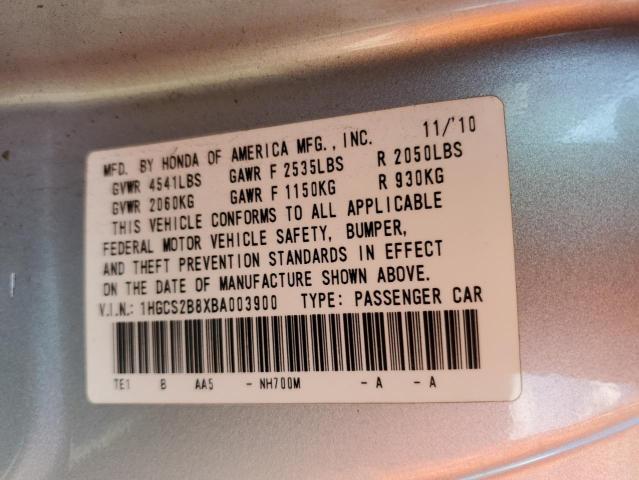 MFD. BY HONDA OF AMERICA MFG., INC. 11/'10
GVWR 4541LBS GAWR F 2535LBS R 2050LBS
GVWR 2060KG GAWR F 1150KG R 930KG
THIS VEHICLE CONFORMS TO ALL APPLICABLE
FEDERAL MOTOR VEHICLE SAFETY, BUMPER,
AND THEFT PREVENTION STANDARDS IN EFFECT
ON THE DATE OF MANUFACTURE SHOWN ABOVE.
V.I.N.: 1HGCS2B8XBA003900 TYPE: PASSENGER CAR
TE1 B AA5 - NH700M - A - A